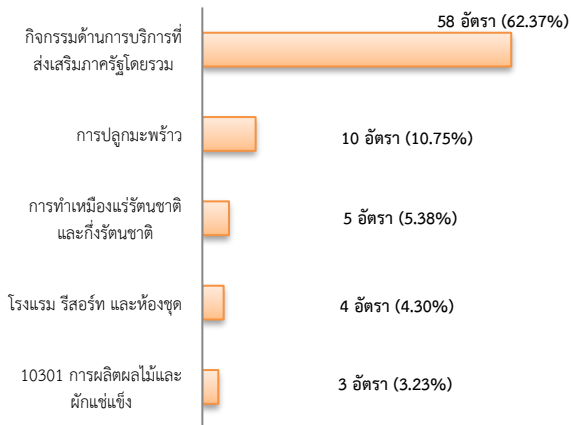 58 อัตรา (62.37%)
กิจกรรมด้านการบริการที่
ส่งเสริมภาครัฐโดยรวม
การปลูกมะพร้าว
10 อัตรา (10.75%)
การทำเหมืองแร่รัตนชาติ
และกึ่งรัตนชาติ
5 อัตรา (5.38%)
โรงแรม รีสอร์ท และห้องชุด
4 อัตรา (4.30%)
10301 การผลิตผลไม้และ
ผักแช่แข็ง
3 อัตรา (3.23%)